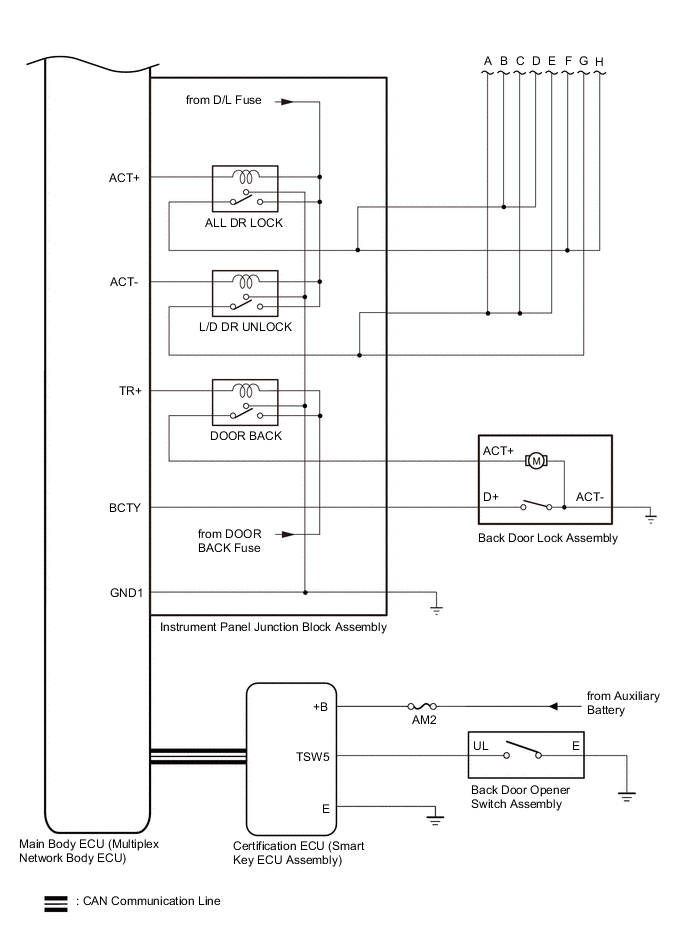 A B C D E F G H
from D/L Fuse
ACT+
ALL DR LOCK
ACT-
L/D DR UNLOCK
TR+
DOOR BACK
ACT+
M
D+
ACT-
BCTY
Back Door Lock Assembly
from DOOR
BACK Fuse
GND1
Instrument Panel Junction Block Assembly
+B
AM2
from Auxiliary
Battery
TSW5
UL
E
Back Door Opener
Switch Assembly
E
Main Body ECU (Multiplex
Network Body ECU)
Certification ECU (Smart
Key ECU Assembly)
: CAN Communication Line